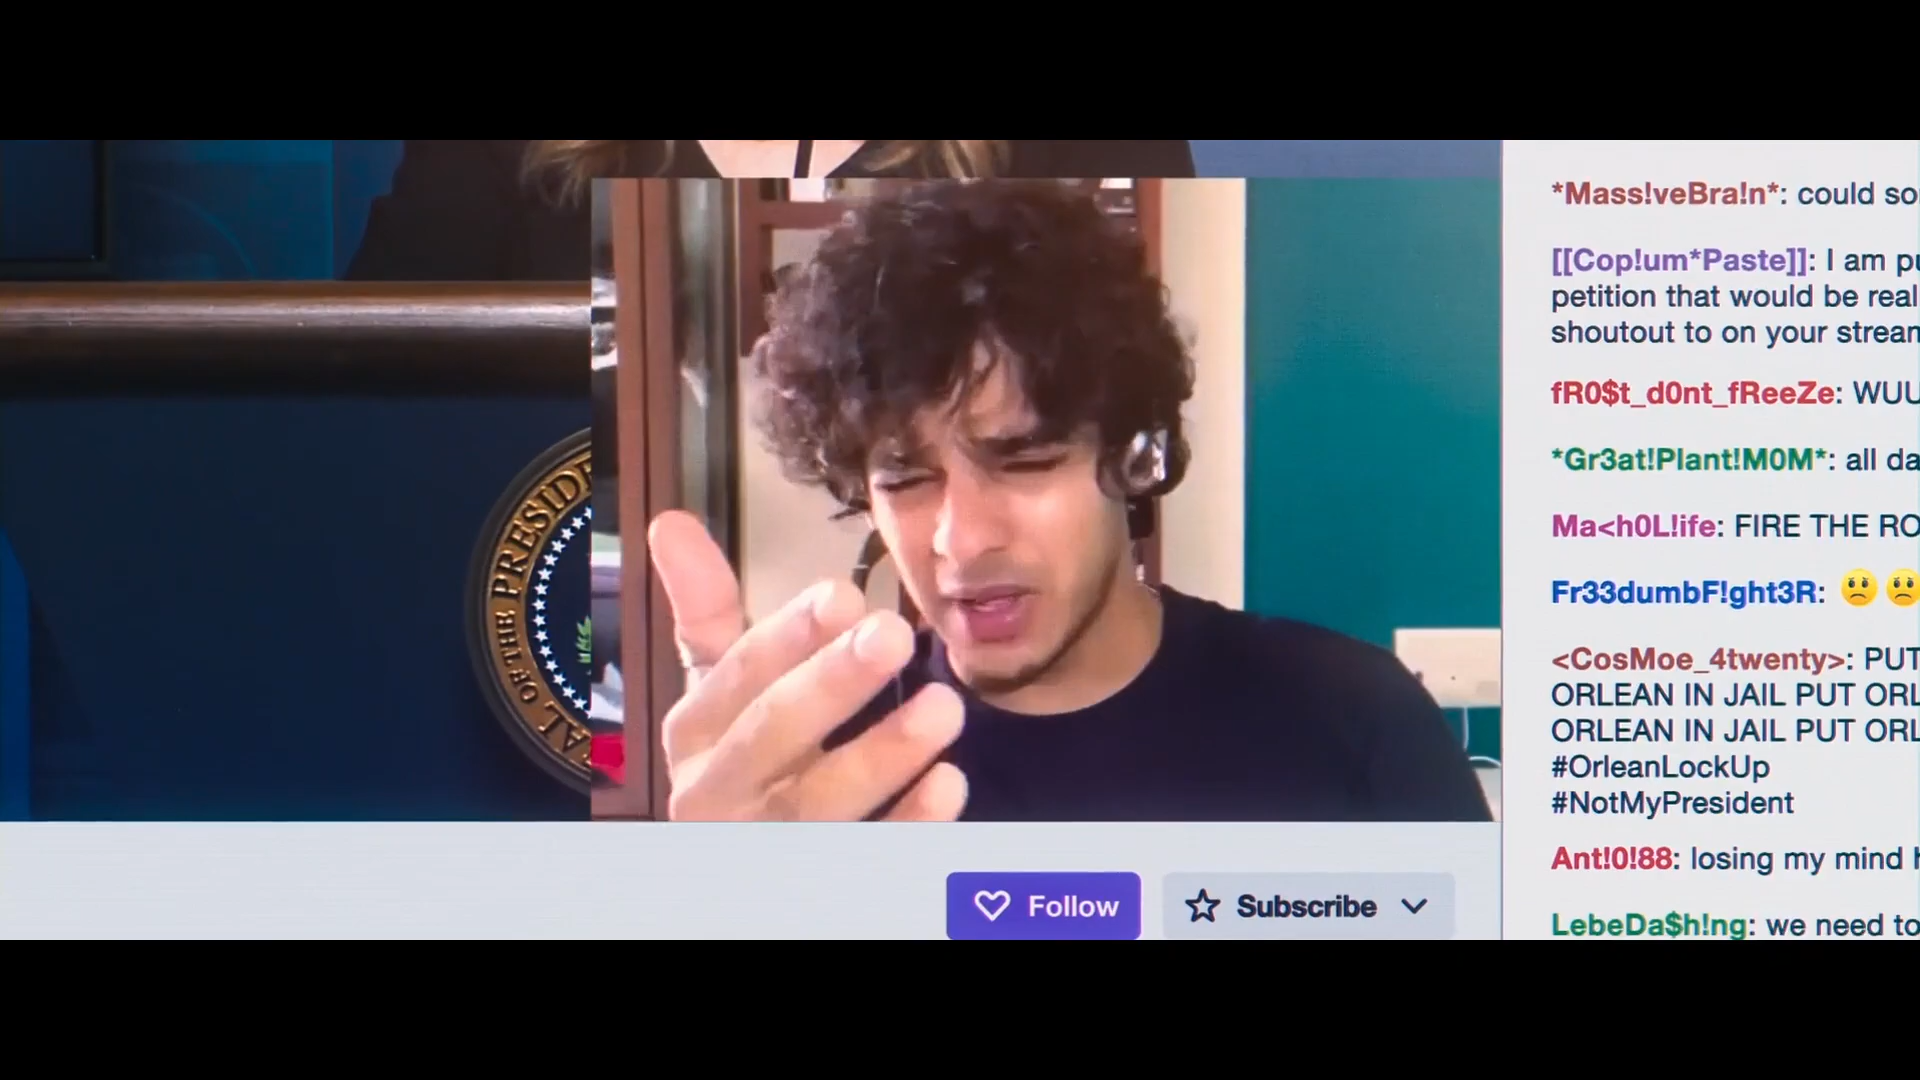 *Mass!veBra!n*: could so
[[Cop!um*Paste]]: I am pu
petition that would be real
shoutout to on your strean
fR0$t_d0nt_fReeZe: WUU
*Gr3at!Plant!M0M*: all da
Ma<h0L!ife: FIRE THE RO
Fr33dumbF!ght3R: 😟😟
<CosMoe_4twenty>: PUT
ORLEAN IN JAIL PUT ORL
ORLEAN IN JAIL PUT ORL
#OrleanLockUp
#NotMyPresident
Ant!0!88: losing my mind
LebeDa$h!ng: we need to
OF THE PRESIDE
Follow
Subscribe